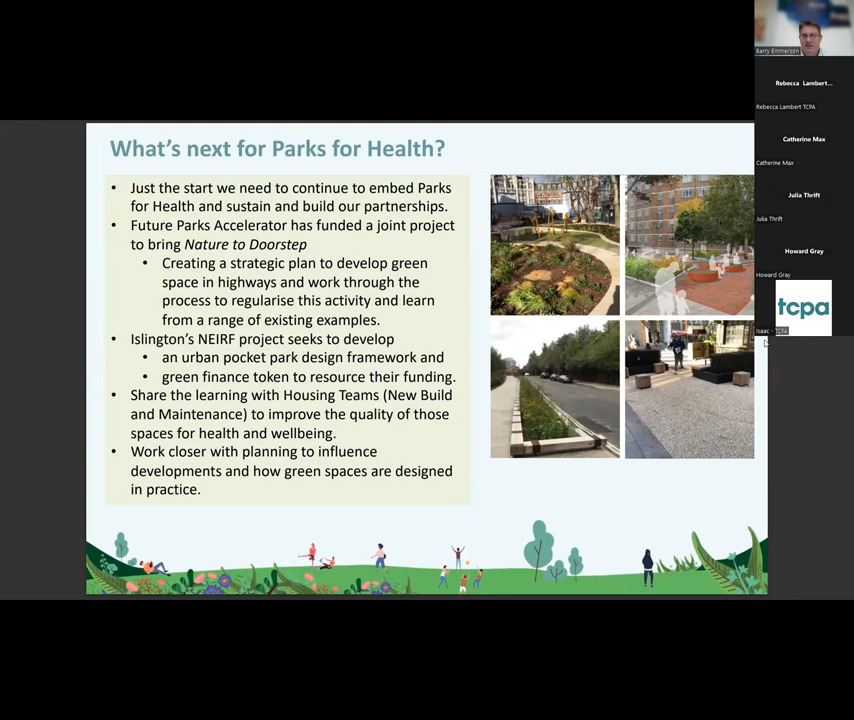 What's next for Parks for Health?
• Just the start we need to continue to embed Parks
for Health and sustain and build our partnerships.
• Future Parks Accelerator has funded a joint project
to bring Nature to Doorstep
• Creating a strategic plan to develop green
space in highways and work through the
process to regularise this activity and learn
from a range of existing examples.
• Islington's NEIRF project seeks to develop
• an urban pocket park design framework and
• green finance token to resource their funding.
• Share the learning with Housing Teams (New Build
and Maintenance) to improve the quality of those
spaces for health and wellbeing.
• Work closer with planning to influence
developments and how green spaces are designed
in practice.
Barry Emmerson
Rebecca Lambert...
Rebecca Lambert TCPA
Catherine Max
Catherine Max
Julia Thrift
Julia Thrift
Howard Gray
Howard Gray
tcpa
Isaac - TCPA